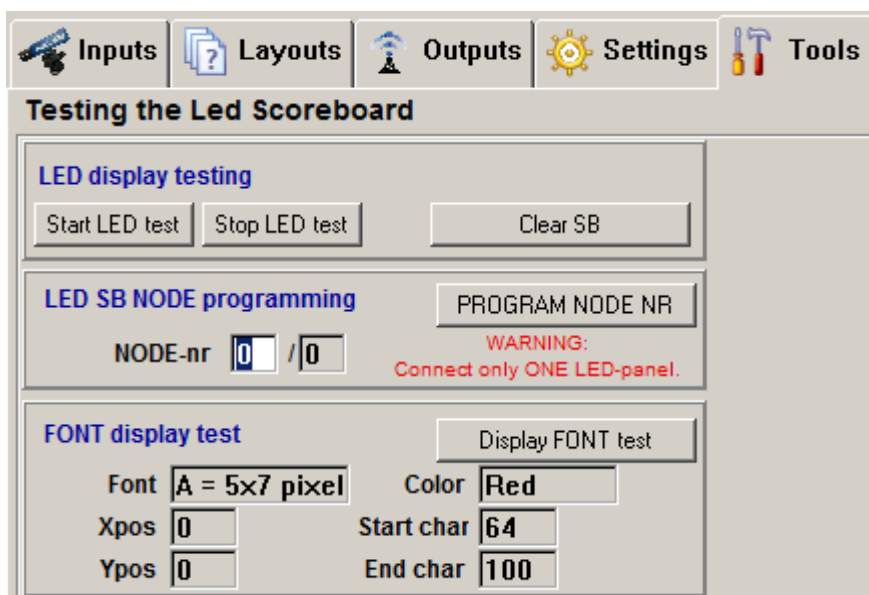 Inputs Layouts Outputs Settings Tools
Testing the Led Scoreboard
LED display testing
Start LED test Stop LED test Clear SB
LED SB NODE programming PROGRAM NODE NR
NODE-nr 0 / 0 WARNING:
Connect only ONE LED-panel.
FONT display test Display FONT test
Font A = 5x7 pixel Color Red
Xpos 0 Start char 64
Ypos 0 End char 100